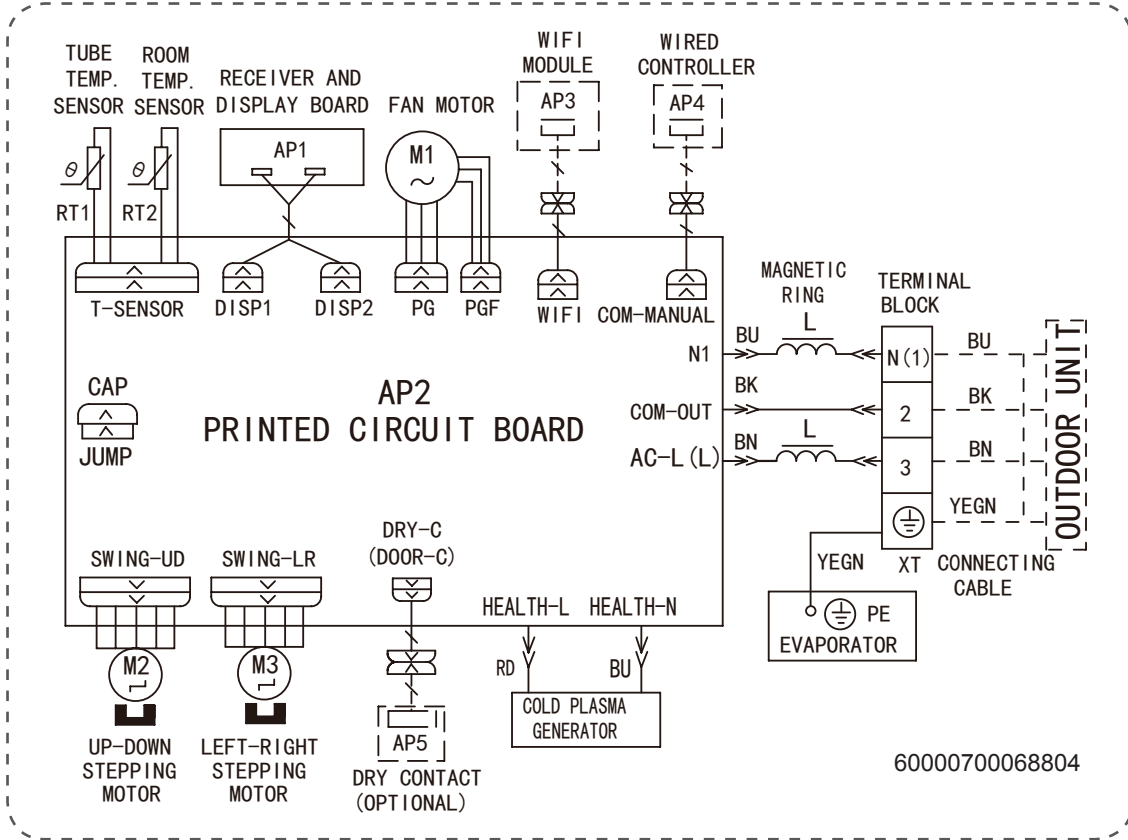 TUBE
TEMP.
SENSOR
ROOM
TEMP.
SENSOR
RECEIVER AND
DISPLAY BOARD
FAN MOTOR
WIFI
MODULE
WIRED
CONTROLLER
AP1
M1
AP3
AP4
θ
θ
RT1
RT2
T-SENSOR
DISP1
DISP2
PG
PGF
WIFI
COM-MANUAL
MAGNETIC
RING
TERMINAL
BLOCK
N1
BU
L
N(1)
BU
CAP
JUMP
AP2
PRINTED CIRCUIT BOARD
COM-OUT
BK
2
BK
AC-L(L)
BN
L
3
BN
YEGN
OUTDOOR UNIT
YEGN
XT
CONNECTING
CABLE
PE
EVAPORATOR
SWING-UD
SWING-LR
DRY-C
(DOOR-C)
HEALTH-L
HEALTH-N
M2
M3
RD
BU
COLD PLASMA
GENERATOR
AP5
UP-DOWN
STEPPING
MOTOR
LEFT-RIGHT
STEPPING
MOTOR
DRY CONTACT
(OPTIONAL)
60000700068804